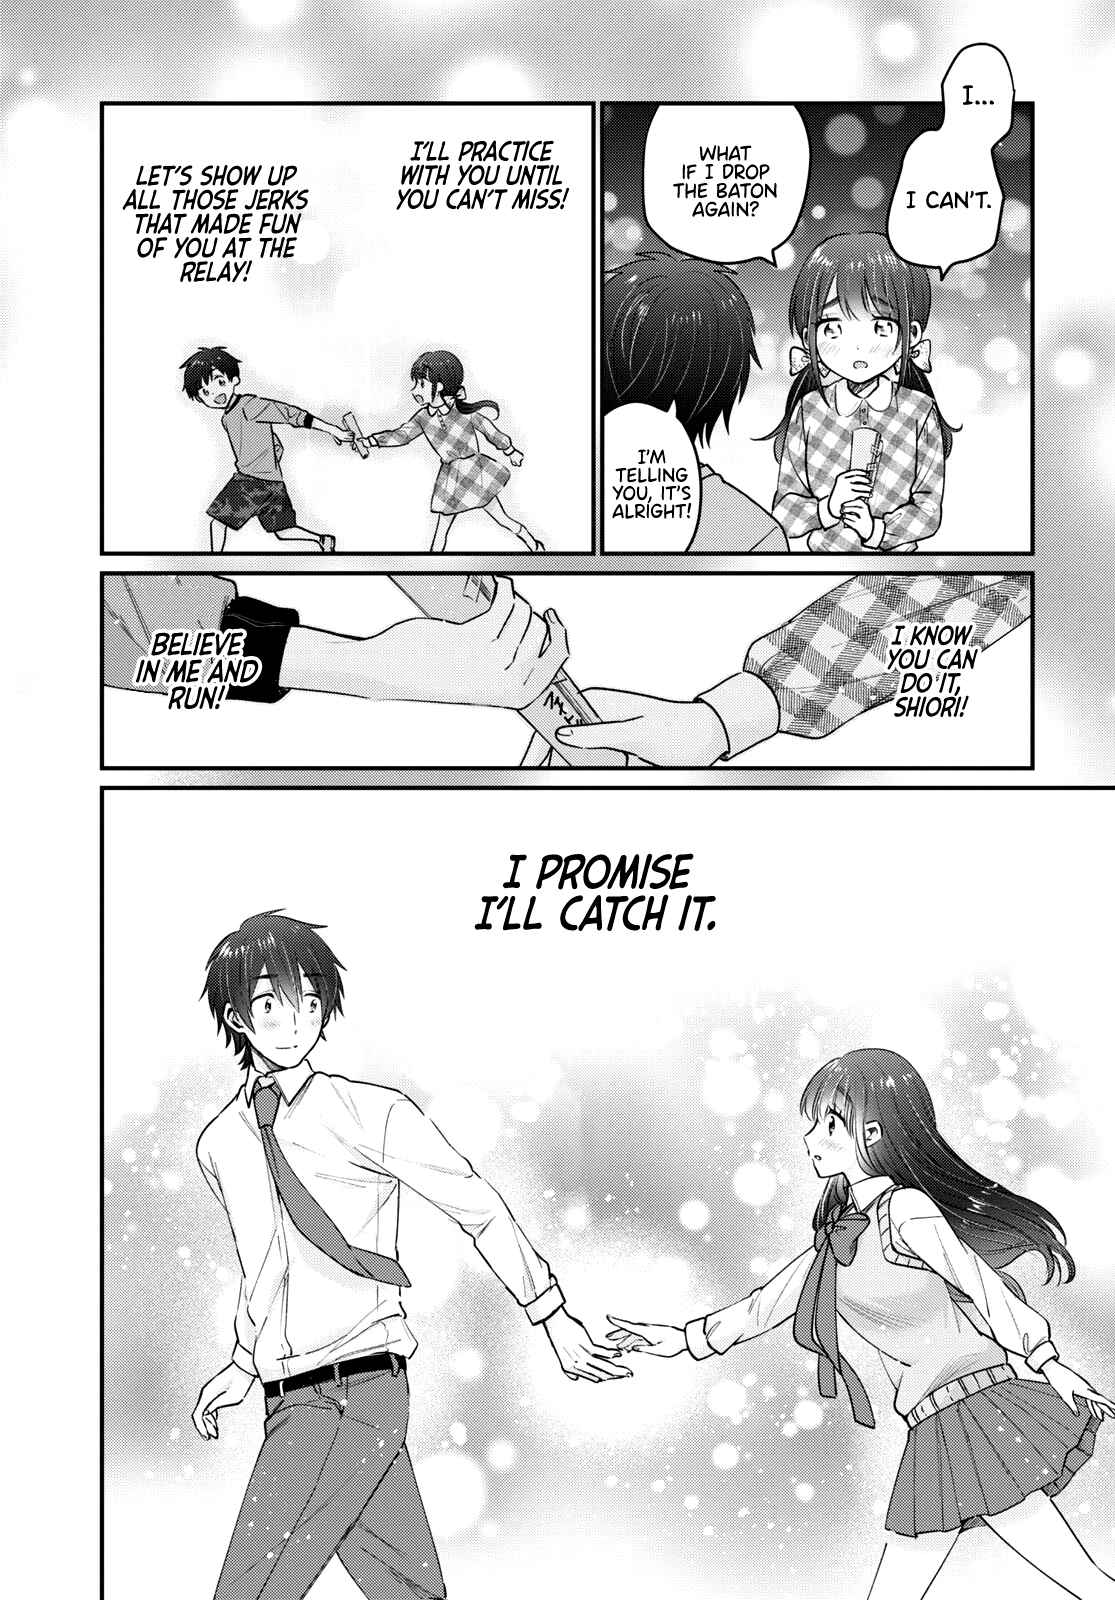 I...
I CAN'T.
WHAT
IF I DROP
THE BATON
AGAIN?
I'M
TELLING
YOU, IT'S
ALRIGHT!
I'LL PRACTICE
WITH YOU UNTIL
YOU CAN'T MISS!
LET'S SHOW UP
ALL THOSE JERKS
THAT MADE FUN
OF YOU AT THE
RELAY!
I KNOW
YOU CAN
DO IT,
SHIORI!
BELIEVE
IN ME AND
RUN!
I PROMISE
I'LL CATCH IT.